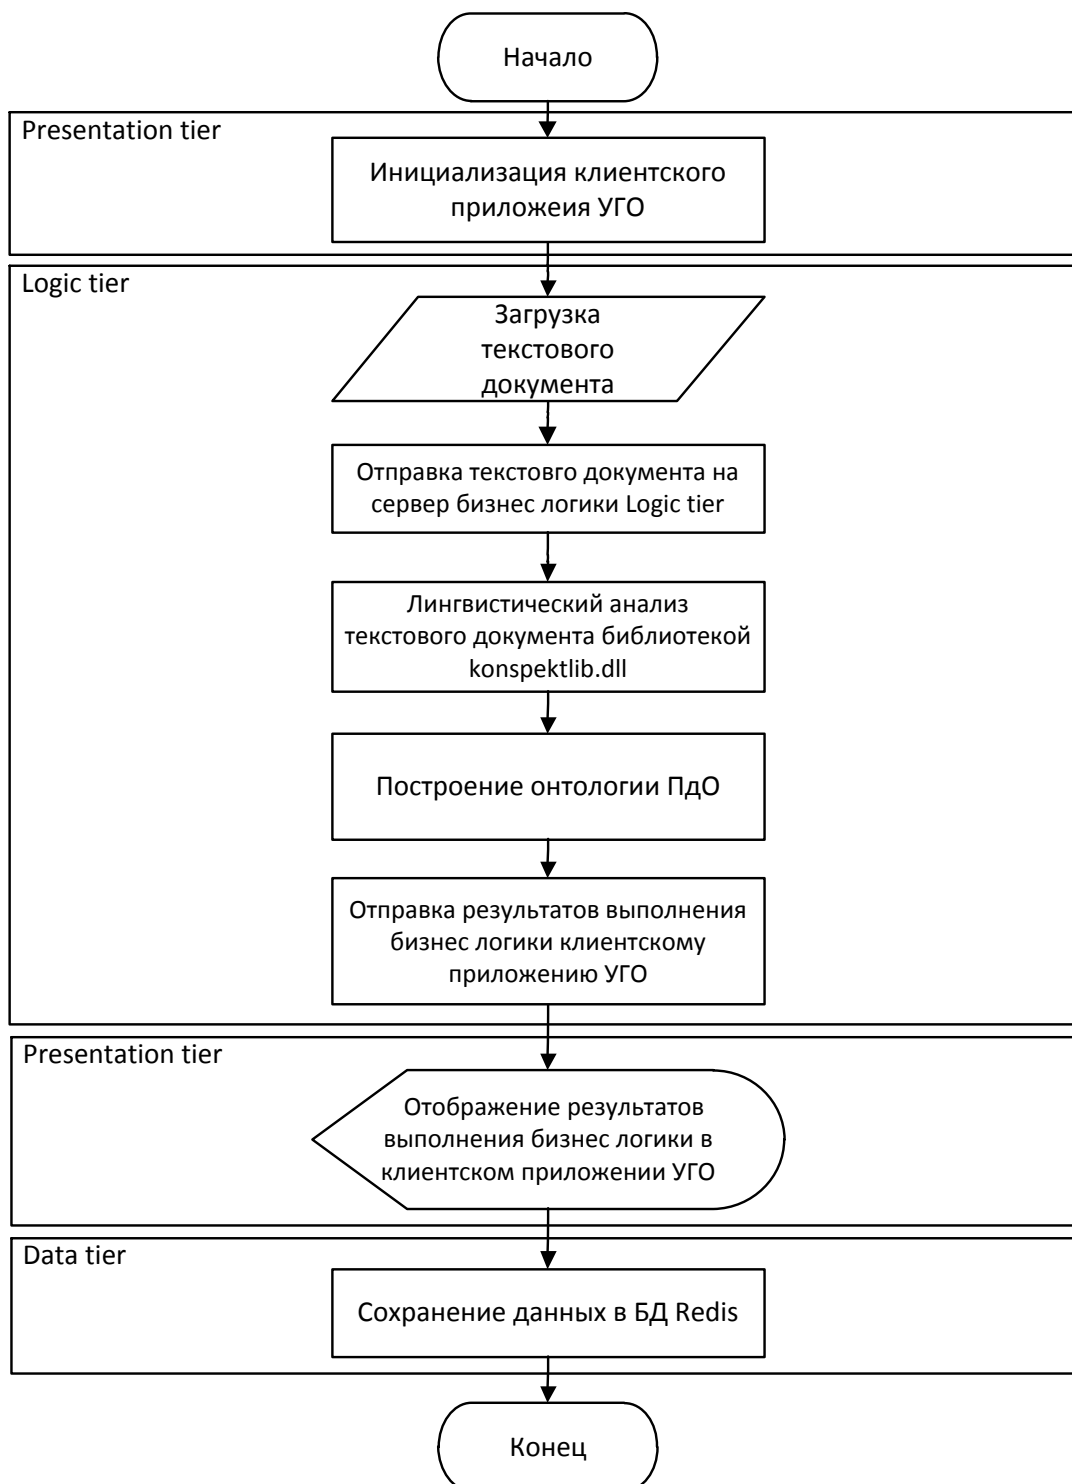 Начало
Presentation tier
Инициализация клиентского
приложеия УГО
Logic tier
Загрузка
текстового
документа
Отправка текстовго документа на
сервер бизнес логики Logic tier
Лингвистический анализ
текстового документа библиотекой
konspektlib.dll
Построение онтологии ПдО
Отправка результатов выполнения
бизнес логики клиентскому
приложению УГО
Presentation tier
Отображение результатов
выполнения бизнес логики в
клиентском приложении УГО
Data tier
Сохранение данных в БД Redis
Конец